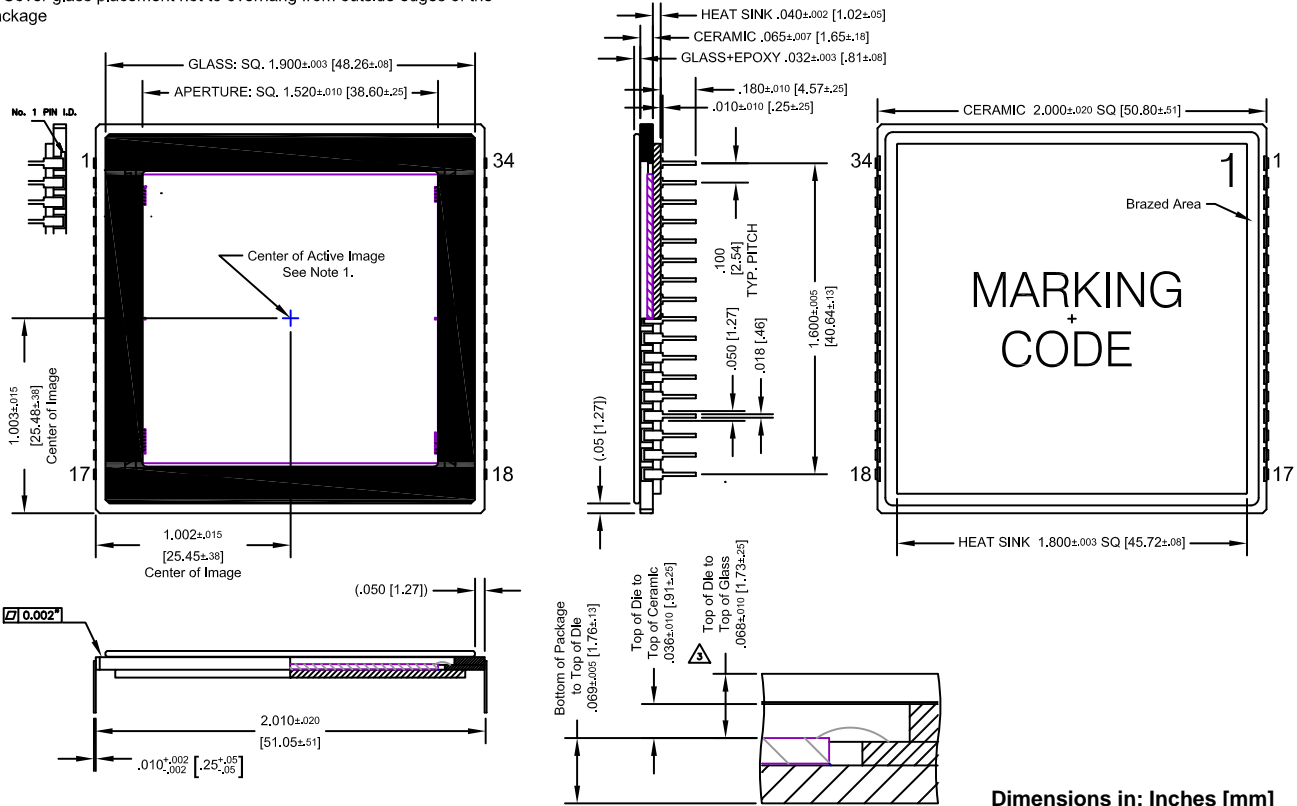 Cover glass placement not to overhang from outside edges of the
ackage
GLASS: SQ. 1.900±.003 [48.26±.08]
APERTURE: SQ. 1.520±.010 [38.60±.25]
No. 1 PIN I.D.
1
34
Center of Active Image
See Note 1.
17
18
1.003±.015
[25.48±.38]
Center of Image
1.002±.015
[25.45±.38]
Center of Image
HEAT SINK .040±.002 [1.02±.05]
CERAMIC .065±.007 [1.65±.18]
GLASS+EPOXY .032±.003 [.81±.08]
.180±.010 [4.57±.25]
.010±.010 [.25±.25]
.100
[2.54]
TYP. PITCH
1.600±.005
[40.64±.13]
.050 [1.27]
.018 [.46]
(.05 [1.27])
CERAMIC 2.000±.020 SQ [50.80±.51]
34
1
1
Brazed Area
MARKING
+
CODE
18
17
HEAT SINK 1.800±.003 SQ [45.72±.08]
(.050 [1.27])
0.002"
2.010±.020
[51.05±.51]
.010+.002-.002 [.25+.05-.05]
Bottom of Package
to Top of Die
.069±.005 [1.76±.13]
Top of Die to
Top of Ceramic
.036±.010 [.91±.25]
3
Top of Die to
Top of Glass
.068±.010 [1.73±.25]
Dimensions in: Inches [mm]